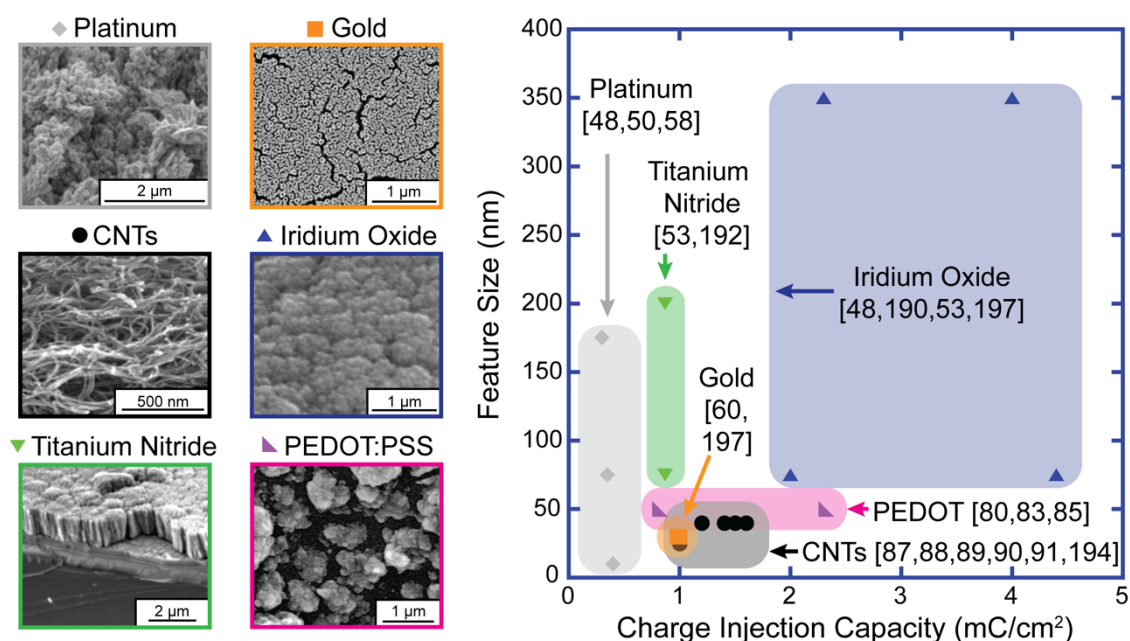 Platinum
Gold
2 µm
1 µm
CNTs
Iridium Oxide
500 nm
1 µm
Titanium Nitride
PEDOT:PSS
2 µm
1 µm
Feature Size (nm)
400
350
300
250
200
150
100
50
0
Platinum
[48,50,58]
Titanium
Nitride
[53,192]
Iridium Oxide
[48,190,53,197]
Gold
[60,
197]
PEDOT [80,83,85]
CNTs [87,88,89,90,91,194]
0 1 2 3 4 5
Charge Injection Capacity (mC/cm²)